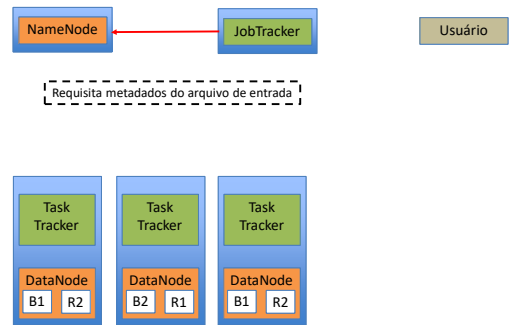 NameNode
JobTracker
Usuário
Requisita metadados do arquivo de entrada
Task
Tracker
Task
Tracker
Task
Tracker
DataNode
B1 R2
DataNode
B2 R1
DataNode
B1 R2